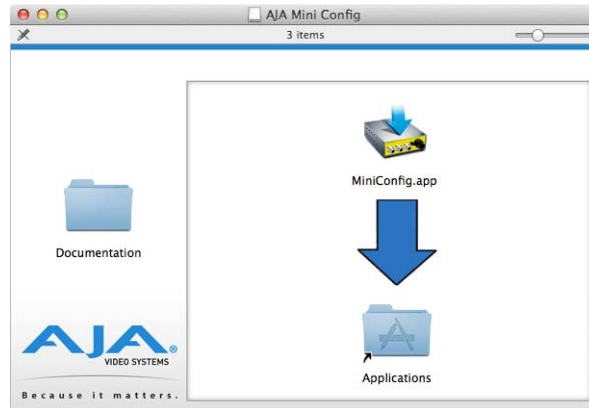 AJA Mini Config
3 items
MiniConfig.app
Documentation
Applications
AJA
VIDEO SYSTEMS
Because it matters.